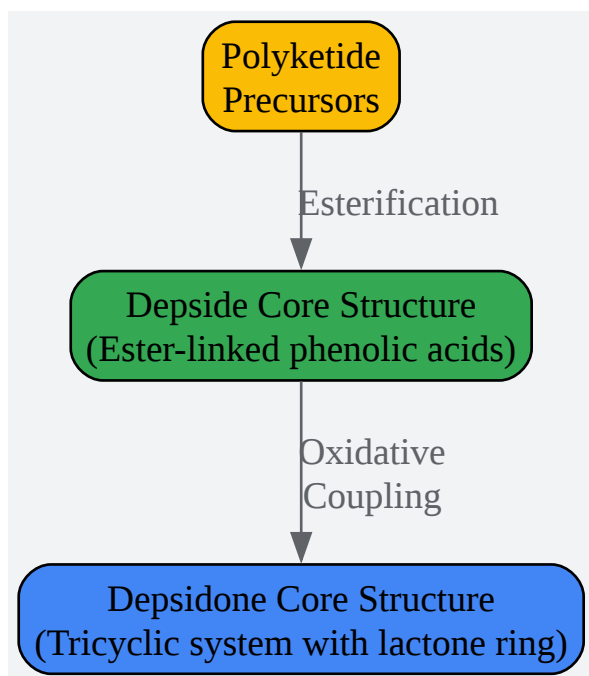 Polyketide
Precursors
Esterification
Depside Core Structure
(Ester-linked phenolic acids)
Oxidative
Coupling
Depsidone Core Structure
(Tricyclic system with lactone ring)